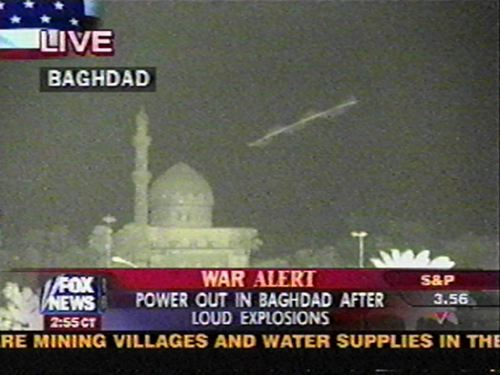 LIVE
BAGHDAD
WAR ALERT
S&P
FOX
NEWS
POWER OUT IN BAGHDAD AFTER
3.56
2:55CT
LOUD EXPLOSIONS
RE MINING VILLAGES AND WATER SUPPLIES IN THE